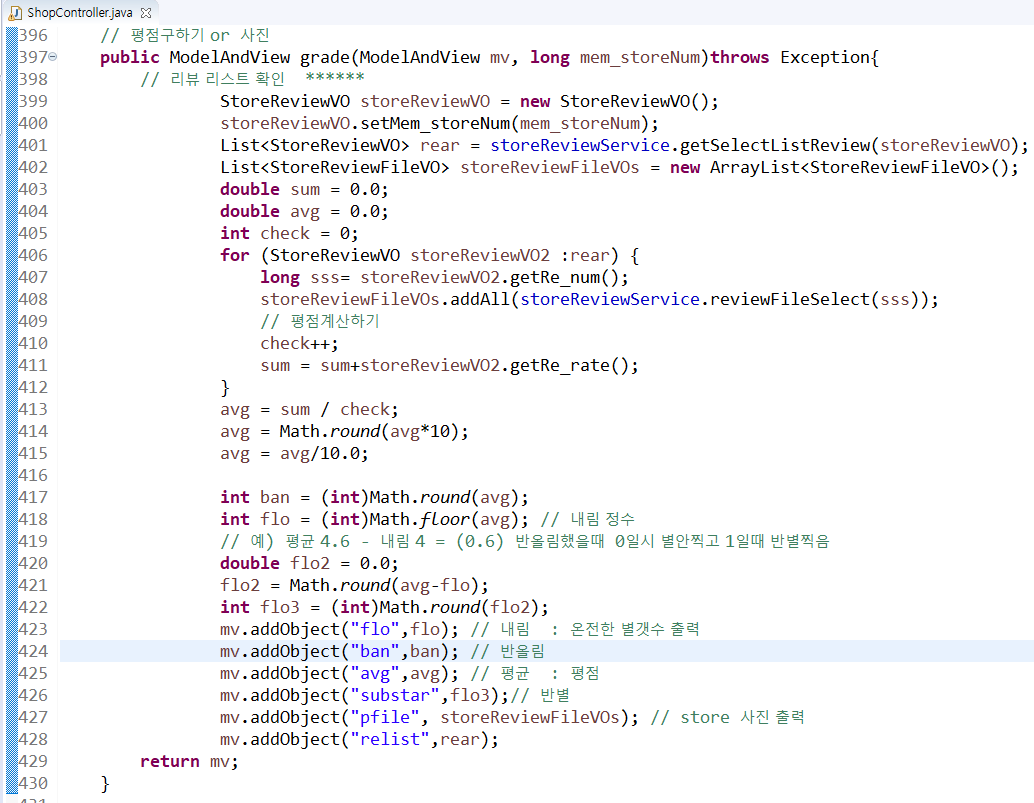 ShopController.java
396 // 평점구하기 or 사진
397 public ModelAndView grade(ModelAndView mv, long mem_storeNum)throws Exception{
398 // 리뷰 리스트 확인 ******
399 StoreReviewVO storeReviewVO = new StoreReviewVO();
400 storeReviewVO.setMem_storeNum(mem_storeNum);
401 List<StoreReviewVO> rear = storeReviewService.getSelectListReview(storeReviewVO);
402 List<StoreReviewFileVO> storeReviewFileVOs = new ArrayList<StoreReviewFileVO>();
403 double sum = 0.0;
404 double avg = 0.0;
405 int check = 0;
406 for (StoreReviewVO storeReviewVO2 :rear) {
407 long sss= storeReviewVO2.getRe_num();
408 storeReviewFileVOs.addAll(storeReviewService.reviewFileSelect(sss));
409 // 평점계산하기
410 check++;
411 sum = sum+storeReviewVO2.getRe_rate();
412 }
413 avg = sum / check;
414 avg = Math.round(avg*10);
415 avg = avg/10.0;
416
417 int ban = (int)Math.round(avg);
418 int flo = (int)Math.floor(avg); // 내림 정수
419 // 예) 평균 4.6 - 내림 4 = (0.6) 반올림했을때 0일시 별안찍고 1일때 반별찍음
420 double flo2 = 0.0;
421 flo2 = Math.round(avg-flo);
422 int flo3 = (int)Math.round(flo2);
423 mv.addObject("flo",flo); // 내림 : 온전한 별갯수 출력
424 mv.addObject("ban",ban); // 반올림
425 mv.addObject("avg",avg); // 평균 : 평점
426 mv.addObject("substar",flo3);// 반별
427 mv.addObject("pfile", storeReviewFileVOs); // store 사진 출력
428 mv.addObject("relist",rear);
429 return mv;
430 }
431